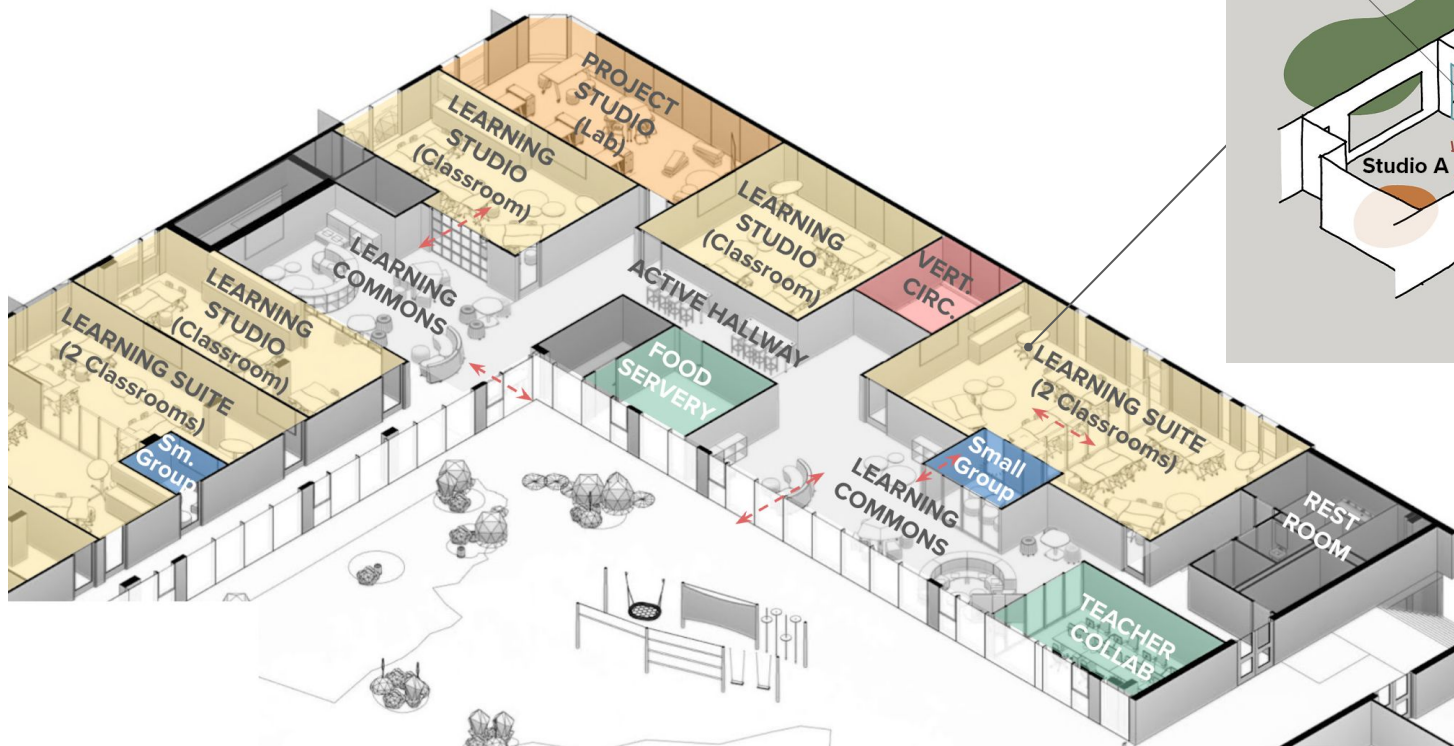 PROJECT
STUDIO
(Lab)
LEARNING
STUDIO
(Classroom)
LEARNING
STUDIO
(Classroom)
Studio A
LEARNING
COMMONS
ACTIVE HALLWAY
VERT.
CIRC.
LEARNING
STUDIO
(Classroom)
LEARNING SUITE
(2 Classrooms)
Sm.
Group
FOOD
SERVERY
LEARNING SUITE
(2 Classrooms)
Small
Group
LEARNING
COMMONS
REST
ROOM
TEACHER
COLLAB